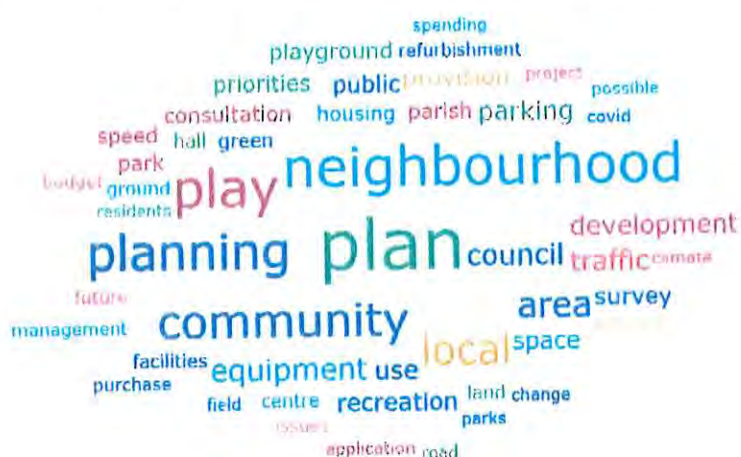 spending
playground refurbishment
priorities public provision project possible
consultation housing parish parking covid
speed hall green
park neighbourhood
budget ground play
residents
development
planning plan council traffic climate
future
area survey
management community
local space
facilities equipment use
purchase
field centre recreation land change
parks
issues
application road